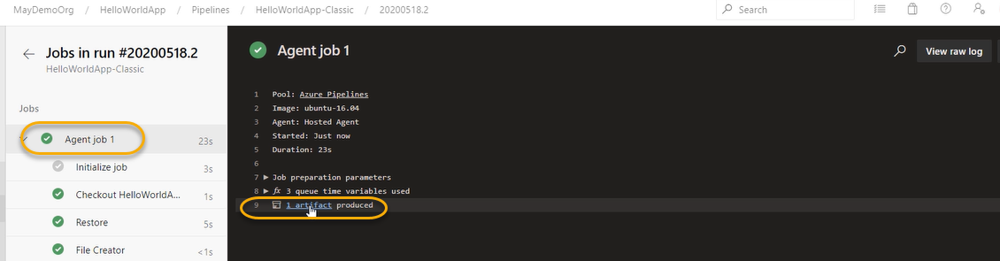 MayDemoOrg / HelloWorldApp / Pipelines / HelloWorldApp-Classic / 20200518.2
Search
Jobs in run #20200518.2
HelloWorldApp-Classic
Jobs
Agent job 1 23s
Initialize job 3s
Checkout HelloWorldA... 1s
Restore 5s
File Creator <1s
Agent job 1
View raw log
1 Pool: Azure Pipelines
2 Image: ubuntu-16.04
3 Agent: Hosted Agent
4 Started: Just now
5 Duration: 23s
6
7 Job preparation parameters
8 fx 3 queue time variables used
9 1 artifact produced